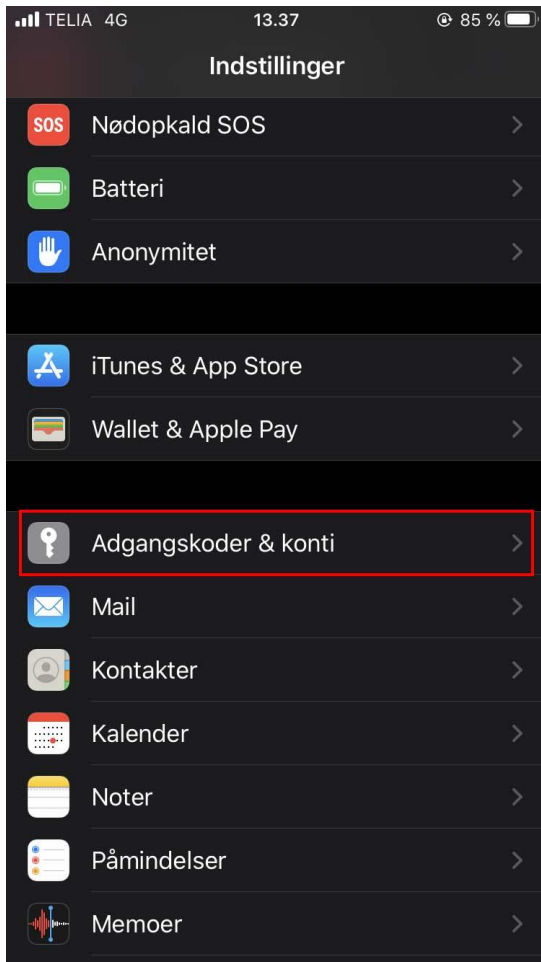 TELIA 4G 13.37 85 %
Indstillinger
SOS Nødopkald SOS
Batteri
Anonymitet
iTunes & App Store
Wallet & Apple Pay
Adgangskoder & konti
Mail
Kontakter
Kalender
Noter
Påmindelser
Memoer